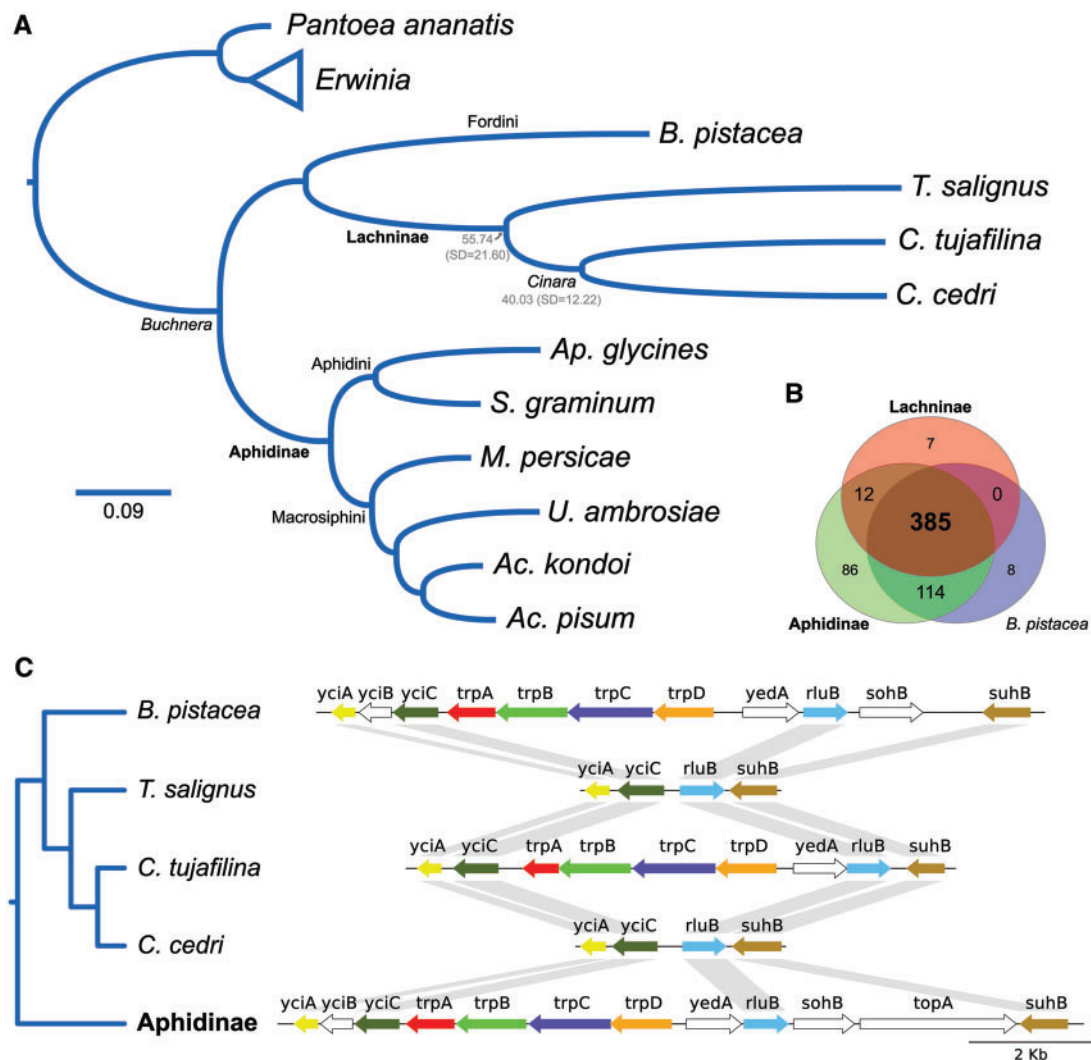 A
Pantoea ananatis
Erwinia
Fordini
B. pistacea
T. salignus
Lachninae
55.74
(SD=21.60)
C. tujafilina
Cinara
40.03 (SD=12.22)
C. cedri
Buchnera
Ap. glycines
Aphidini
S. graminum
Aphidinae
M. persicae
0.09
Macrosiphini
U. ambrosiae
Ac. kondoi
Ac. pisum
B
Lachninae
7
12
0
385
86
8
114
Aphidinae
B. pistacea
C
yciA yciB yciC trpA trpB trpC trpD yedA rluB sohB suhB
B. pistacea
yciA yciC rluB suhB
T. salignus
yciA yciC trpA trpB trpC trpD yedA rluB suhB
C. tujafilina
yciA yciC rluB suhB
C. cedri
yciA yciB yciC trpA trpB trpC trpD yedA rluB sohB topA suhB
Aphidinae
2 Kb